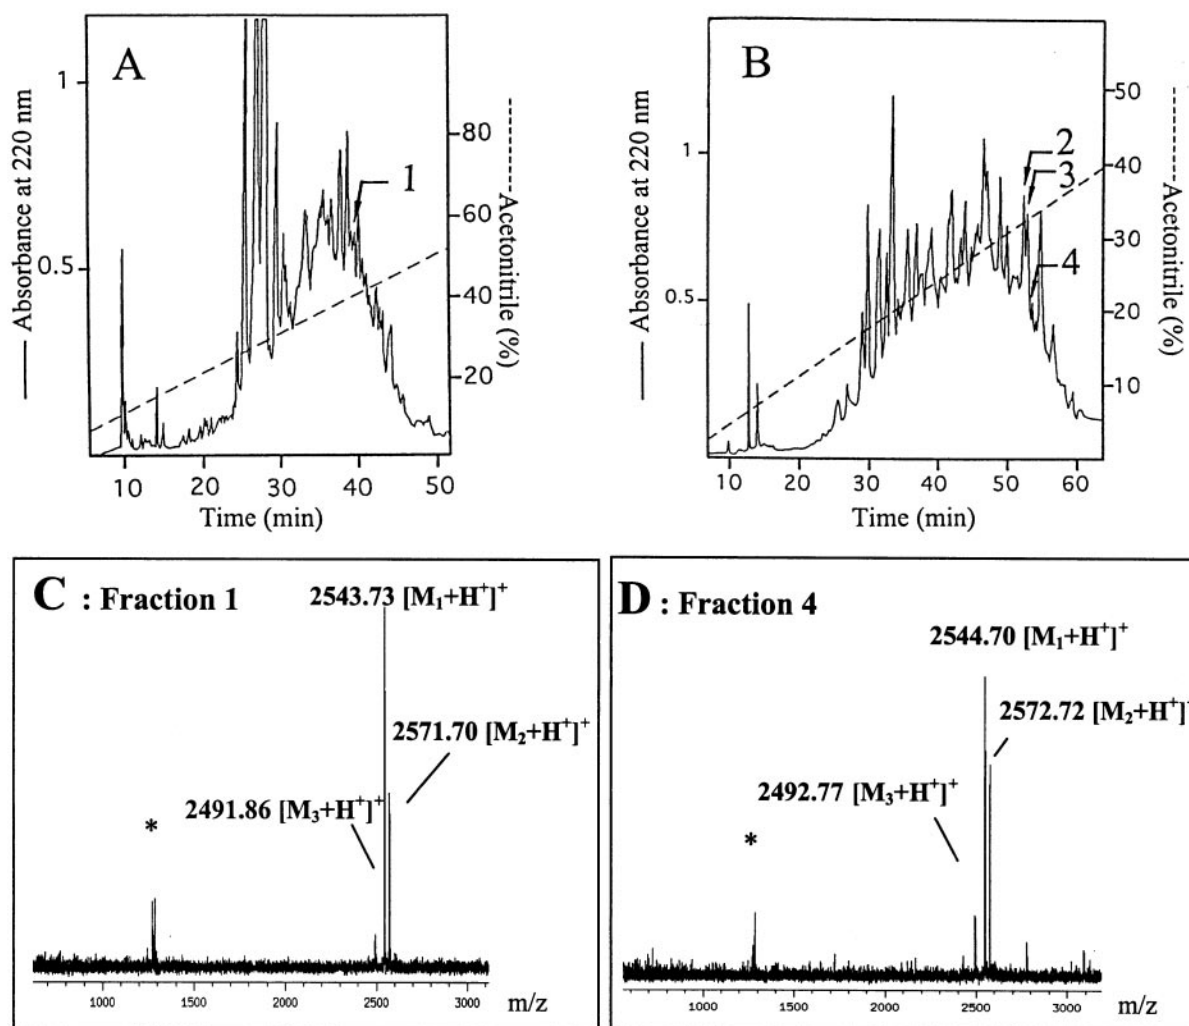 A
1
0.5
Absorbance at 220 nm
80
60
40
20
Acetonitrile (%)
1
10 20 30 40 50
Time (min)
B
1
0.5
Absorbance at 220 nm
50
40
30
20
10
Acetonitrile (%)
2
3
4
10 20 30 40 50 60
Time (min)
C : Fraction 1
2543.73 [M₁+H⁺]⁺
2571.70 [M₂+H⁺]⁺
2491.86 [M₃+H⁺]⁺
*
1000 1500 2000 2500 3000 m/z
D : Fraction 4
2544.70 [M₁+H⁺]⁺
2572.72 [M₂+H⁺]⁺
2492.77 [M₃+H⁺]⁺
*
1000 1500 2000 2500 3000 m/z